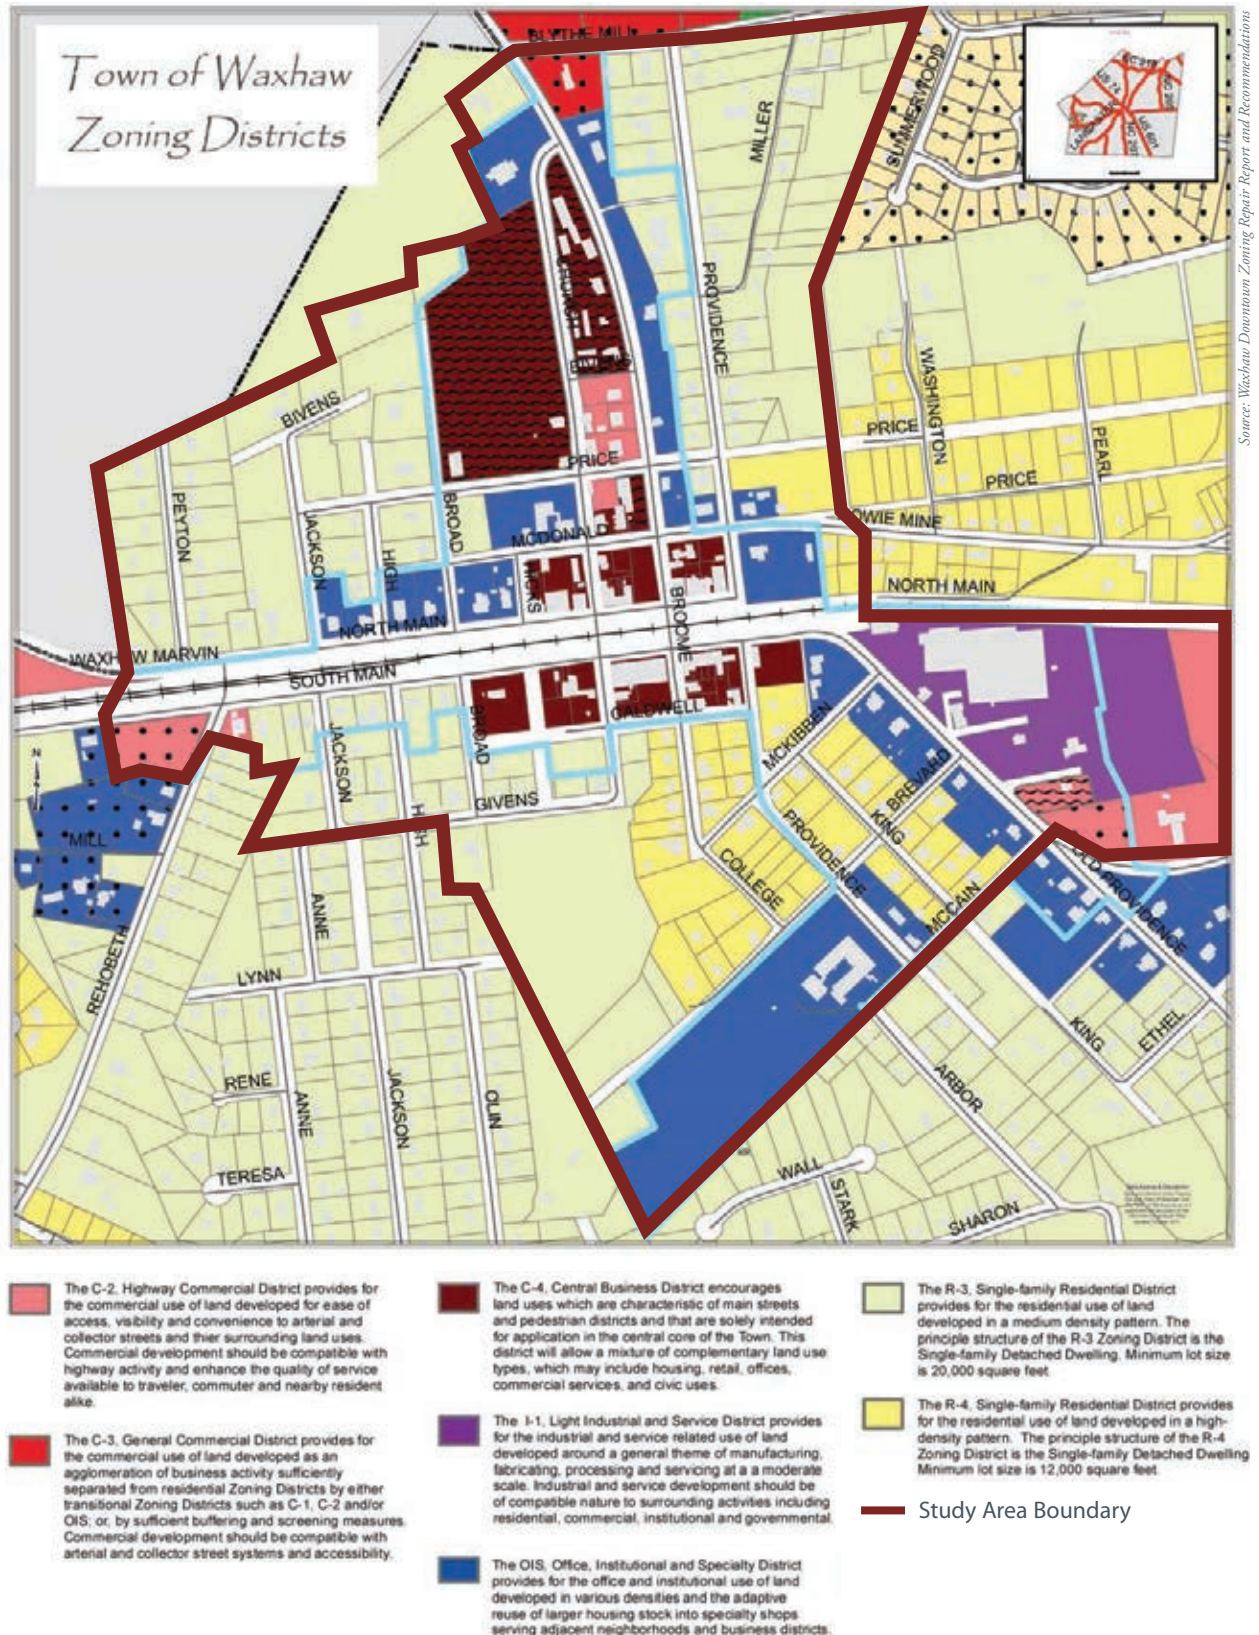 Town of Waxhaw
Zoning Districts
Source: Waxhaw Downtown Zoning Repair Report and Recommendations
BLYTHE MILL
SUMMERWOOD
MILLER
CHURCH
PROVIDENCE
BIVENS
BIVENS
WASHINGTON
PRICE
PRICE
PRICE
PEARL
PEYTON
JACKSON
HIGH
BROAD
MCDONALD
HICKS
BROOME
OWIE MINE
NORTH MAIN
NORTH MAIN
WAXHAW MARVIN
SOUTH MAIN
CALDWELL
JACKSON
BROAD
HIGH
GIVENS
MCKIBBEN
BREVARD
KING
PROVIDENCE
COLLEGE
MCCAIN
OLD PROVIDENCE
N
MILL
REHOBETH
ANNE
LYNN
RENE
ANNE
JACKSON
OLIN
TERESA
KING
ETHEL
ARBOR
WALL
STARK
SHARON
The C-2, Highway Commercial District provides for
the commercial use of land developed for ease of
access, visibility and convenience to arterial and
collector streets and thier surrounding land uses.
Commercial development should be compatible with
highway activity and enhance the quality of service
available to traveler, commuter and nearby resident
alike.
The C-3, General Commercial District provides for
the commercial use of land developed as an
agglomeration of business activity sufficiently
separated from residential Zoning Districts by either
transitional Zoning Districts such as C-1, C-2 and/or
OIS; or, by sufficient buffering and screening measures.
Commercial development should be compatible with
arterial and collector street systems and accessibility.
The C-4, Central Business District encourages
land uses which are characteristic of main streets
and pedestrian districts and that are solely intended
for application in the central core of the Town. This
district will allow a mixture of complementary land use
types, which may include housing, retail, offices,
commercial services, and civic uses.
The I-1, Light Industrial and Service District provides
for the industrial and service related use of land
developed around a general theme of manufacturing,
fabricating, processing and servicing at a a moderate
scale. Industrial and service development should be
of compatible nature to surrounding activities including
residential, commercial, institutional and governmental.
The OIS, Office, Institutional and Specialty District
provides for the office and institutional use of land
developed in various densities and the adaptive
reuse of larger housing stock into specialty shops
serving adjacent neighborhoods and business districts.
The R-3, Single-family Residential District
provides for the residential use of land
developed in a medium density pattern. The
principle structure of the R-3 Zoning District is the
Single-family Detached Dwelling. Minimum lot size
is 20,000 square feet.
The R-4, Single-family Residential District provides
for the residential use of land developed in a high-
density pattern. The principle structure of the R-4
Zoning District is the Single-family Detached Dwelling
Minimum lot size is 12,000 square feet
Study Area Boundary